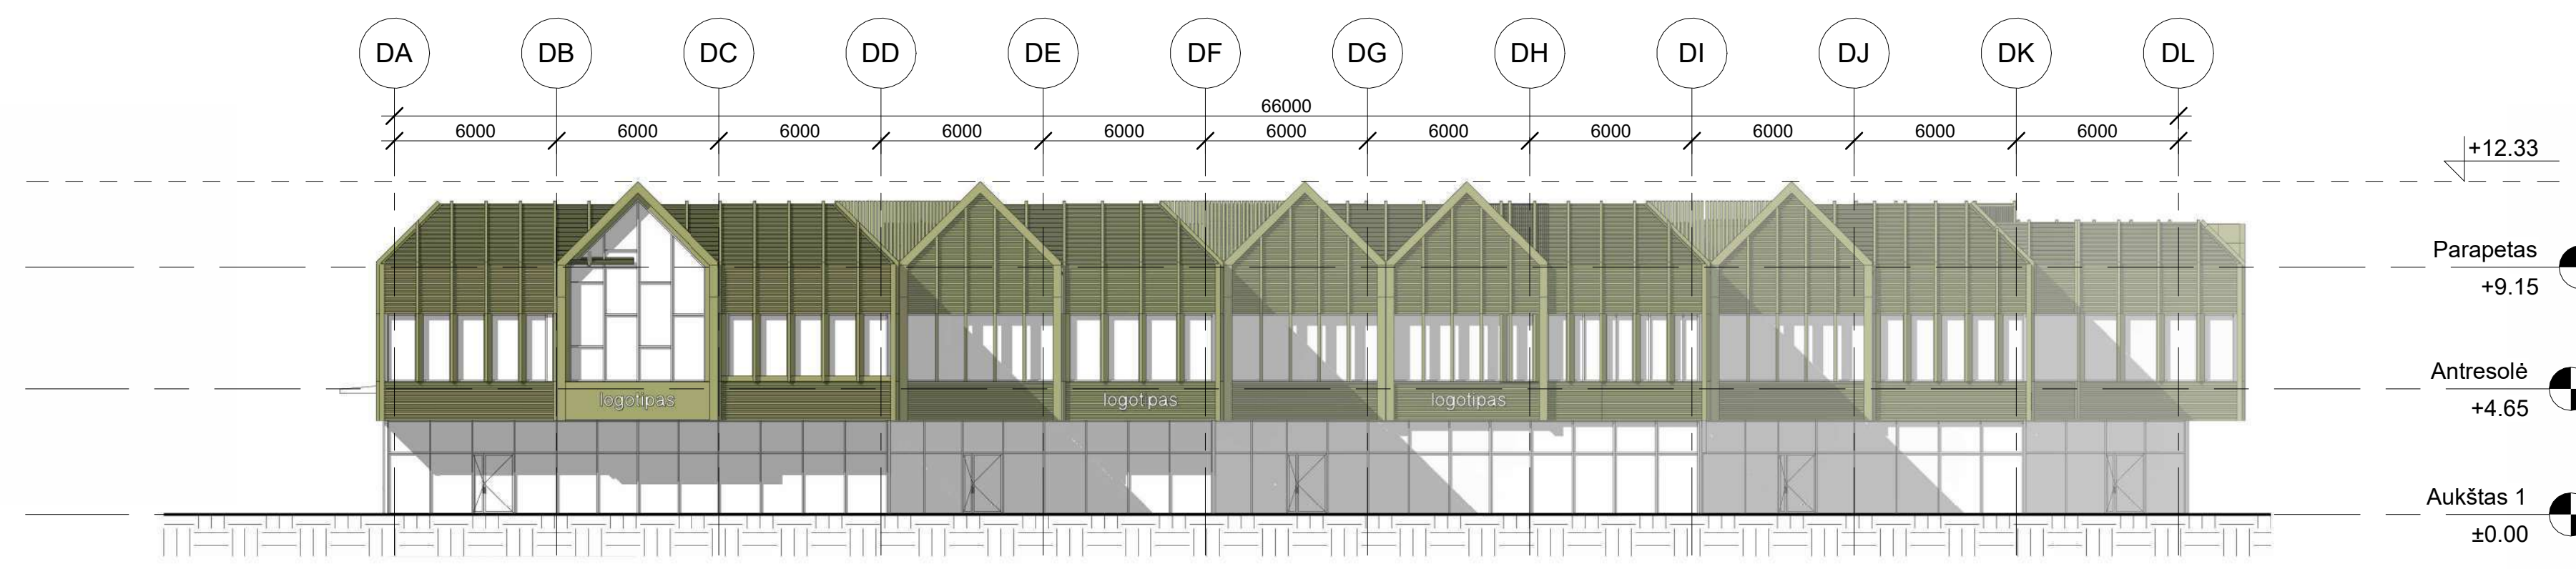 DA DB DC DD DE DF DG DH DI DJ DK DL
66000
6000 6000 6000 6000 6000 6000 6000 6000 6000 6000 6000
+12.33
Parapetas
+9.15
Antresolė
+4.65
logotipas logotipas logotipas
Aukštas 1
±0.00